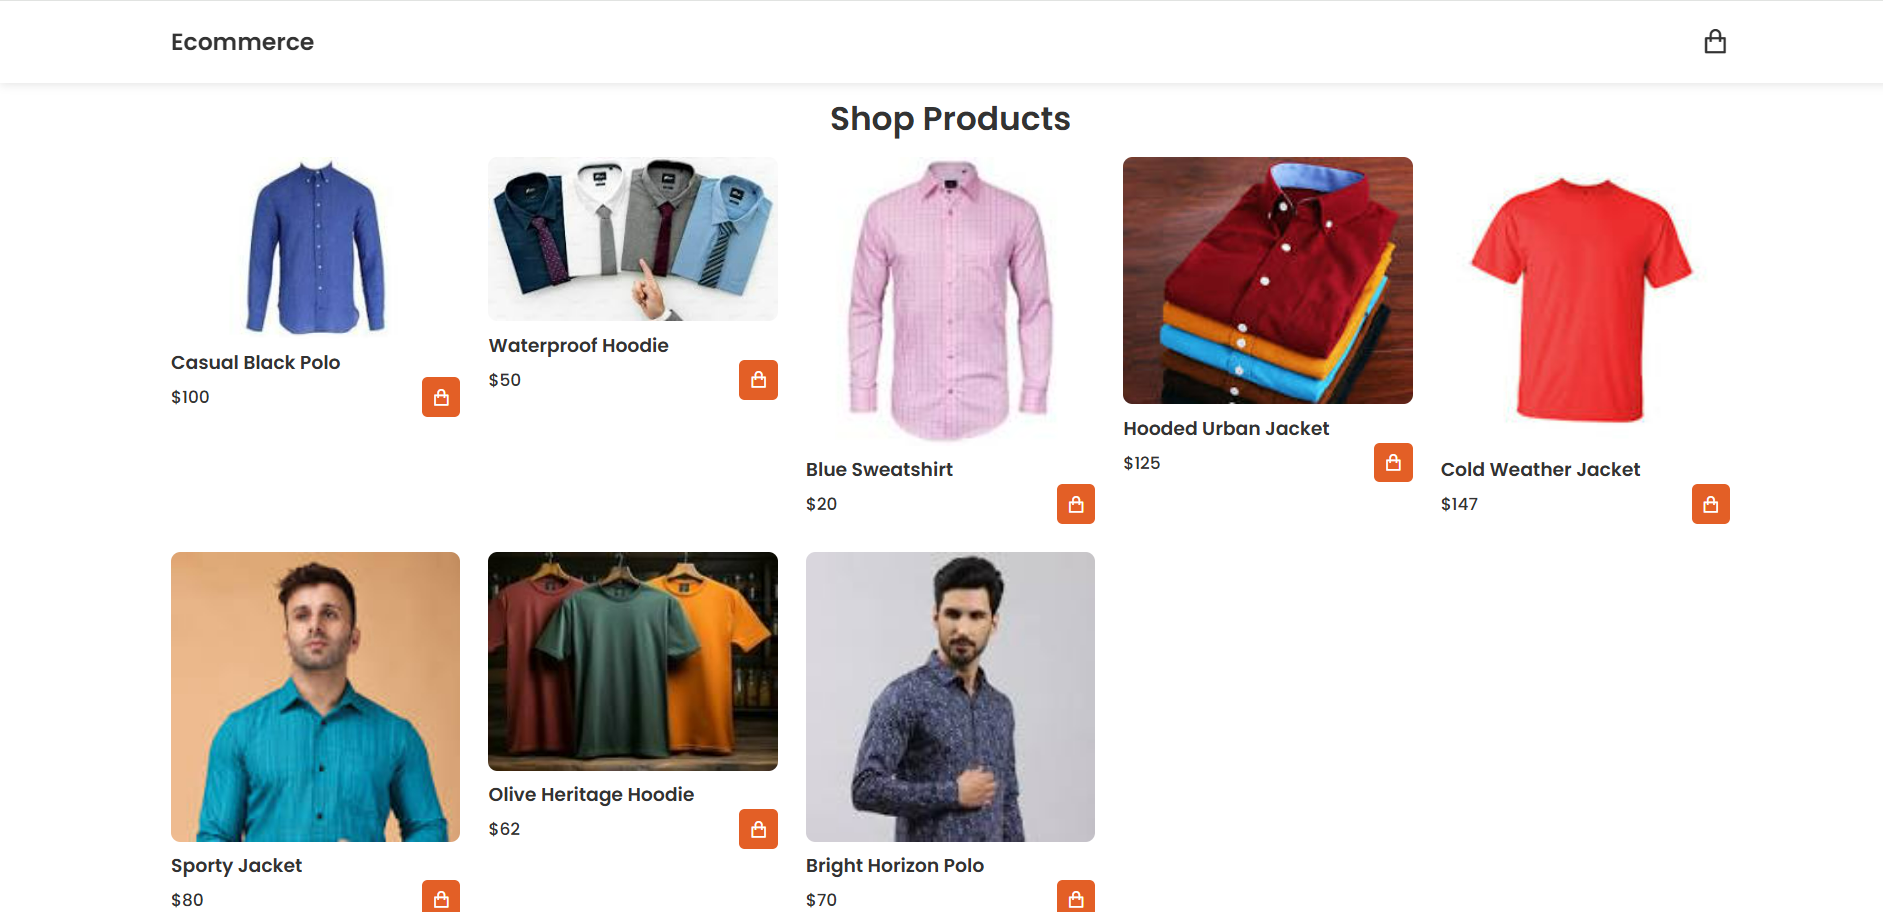 Ecommerce
Shop Products
Casual Black Polo
$100
Waterproof Hoodie
$50
Blue Sweatshirt
$20
Hooded Urban Jacket
$125
Cold Weather Jacket
$147
Sporty Jacket
$80
Olive Heritage Hoodie
$62
Bright Horizon Polo
$70